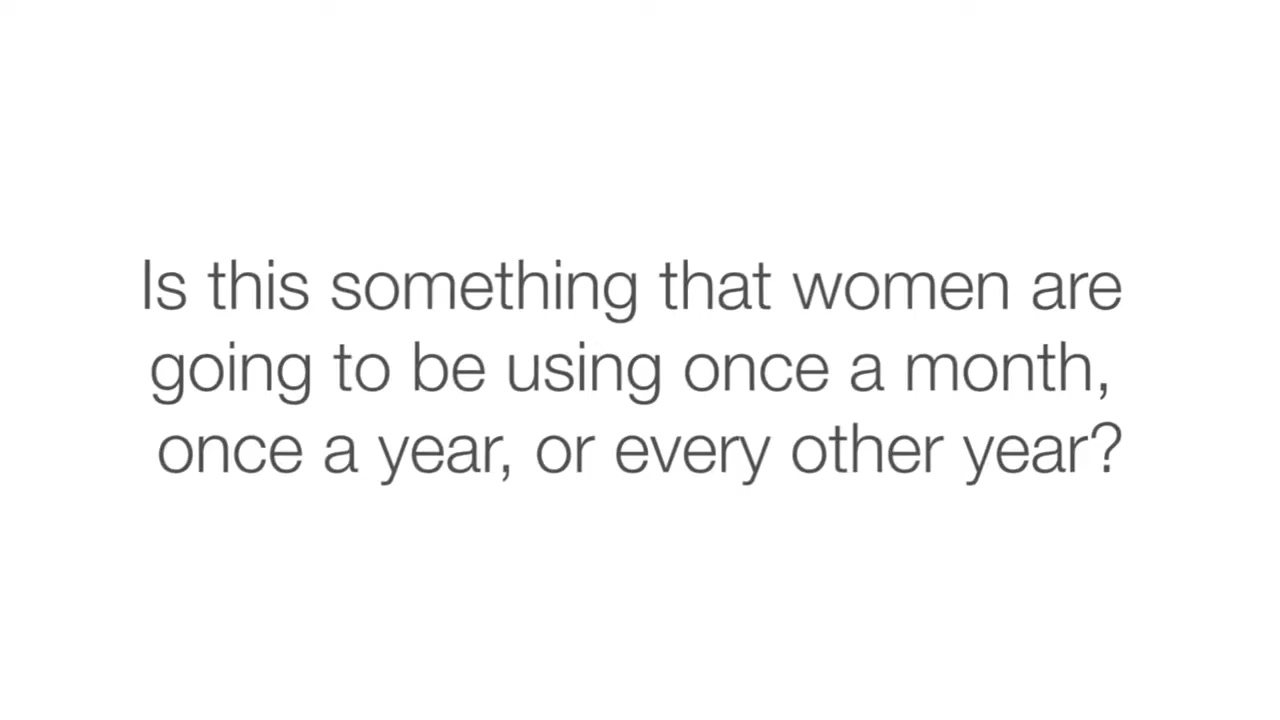 Is this something that women are
going to be using once a month,
once a year, or every other year?